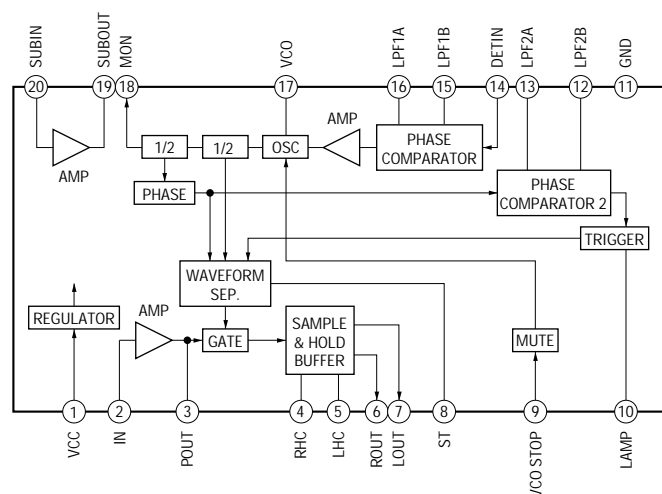 SUBIN
SUBOUT
MON
VCO
LPF1A
LPF1B
DETIN
LPF2A
LPF2B
GND
20
19
18
17
16
15
14
13
12
11
AMP
AMP
1/2
1/2
OSC
PHASE
COMPARATOR
PHASE
PHASE
COMPARATOR 2
TRIGGER
WAVEFORM
SEP.
REGULATOR
AMP
GATE
SAMPLE
& HOLD
BUFFER
MUTE
1
2
3
4
5
6
7
8
9
10
VCC
IN
POUT
RHC
LHC
ROUT
LOUT
ST
/CO STOP
LAMP